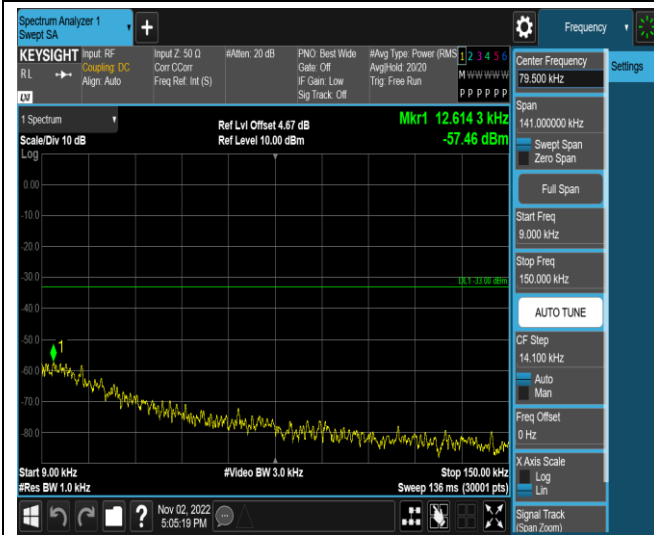 Spectrum Analyzer 1
Swept SA
+
Frequency
KEYSIGHT
RL
LXI
Input: RF
Coupling: DC
Align: Auto
Input Z: 50 Ω
Corr CCorr
Freq Ref: Int (S)
#Atten: 20 dB
PNO: Best Wide
Gate: Off
IF Gain: Low
Sig Track: Off
#Avg Type: Power (RMS
Avg|Hold: 20/20
Trig: Free Run
1 2 3 4 5 6
M W W W W W
P P P P P P
1 Spectrum
Scale/Div 10 dB
Log
Ref Lvl Offset 4.67 dB
Ref Level 10.00 dBm
Mkr1 12.614 3 kHz
-57.46 dBm
0.00
-10.0
-20.0
-30.0
DL1 -33.00 dBm
-40.0
-50.0
1
-60.0
-70.0
-80.0
Start 9.00 kHz
#Res BW 1.0 kHz
#Video BW 3.0 kHz
Stop 150.00 kHz
Sweep 136 ms (30001 pts)
Nov 02, 2022
5:05:19 PM
?
Center Frequency
79.500 kHz
Settings
Span
141.000000 kHz
Swept Span
Zero Span
Full Span
Start Freq
9.000 kHz
Stop Freq
150.000 kHz
AUTO TUNE
CF Step
14.100 kHz
Auto
Man
Freq Offset
0 Hz
X Axis Scale
Log
Lin
Signal Track
(Span Zoom)